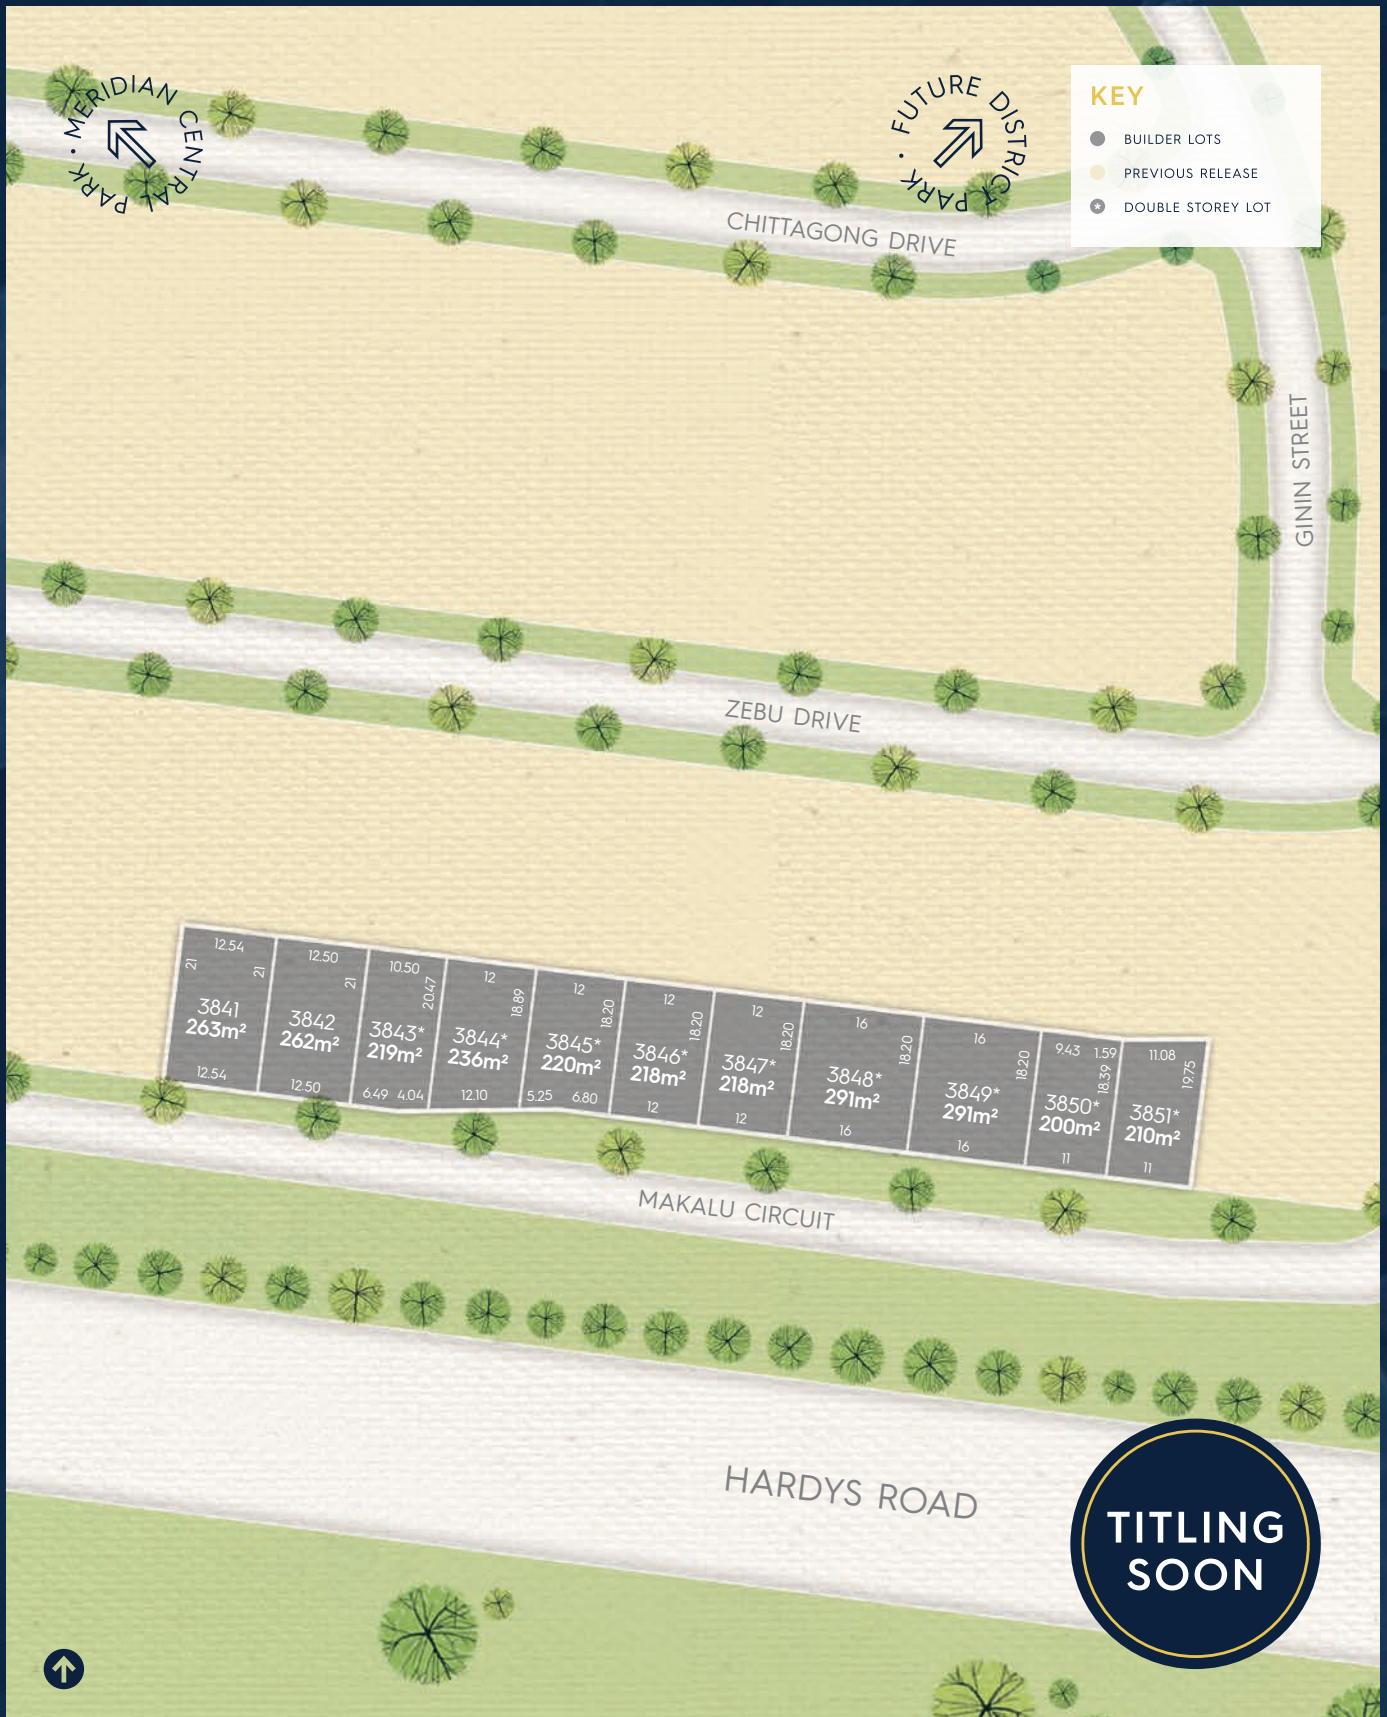 MERIDIAN CENTRAL PARK •
FUTURE DISTRICT PARK •
KEY
BUILDER LOTS
PREVIOUS RELEASE
* DOUBLE STOREY LOT
CHITTAGONG DRIVE
GININ STREET
ZEBU DRIVE
12.54
21
21
3841
263m²
12.54
12.50
21
3842
262m²
12.50
10.50
20.47
3843*
219m²
6.49 4.04
12
18.89
3844*
236m²
12.10
12
18.20
3845*
220m²
5.25 6.80
12
18.20
3846*
218m²
12
12
18.20
3847*
218m²
12
16
18.20
3848*
291m²
16
16
18.20
3849*
291m²
16
9.43 1.59
18.39
3850*
200m²
11
11.08
19.75
3851*
210m²
11
MAKALU CIRCUIT
HARDYS ROAD
TITLING
SOON